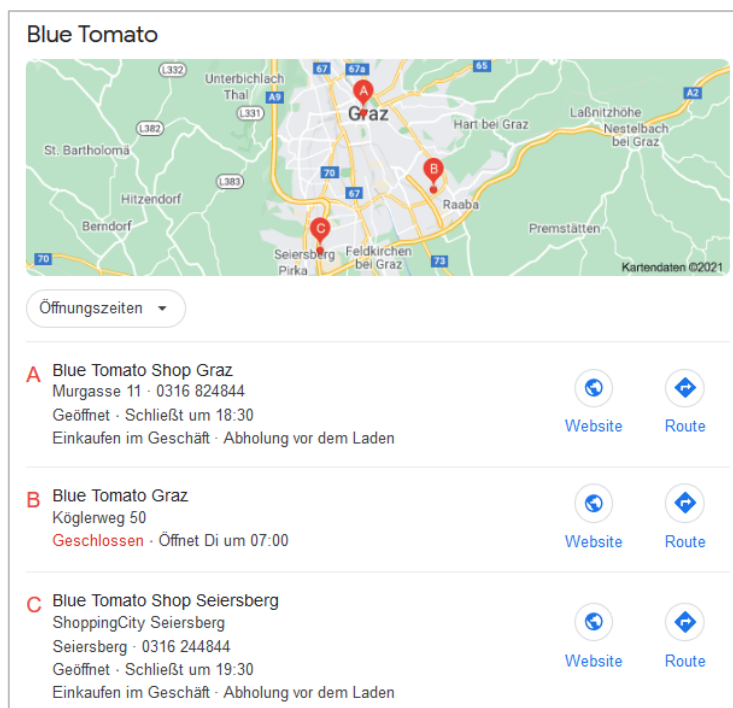 Blue Tomato
L332
Unterbichlach
Thal
A9
L331
67
67a
65
A
Graz
A2
Laßnitzhöhe
Hart bei Graz
Nestelbach
bei Graz
L382
St. Bartholomä
L383
70
B
67
Hitzendorf
Raaba
Berndorf
C
Premstätten
Seiersberg
Feldkirchen
bei Graz
Pirka
70
73
Kartendaten ©2021
Öffnungszeiten
A
Blue Tomato Shop Graz
Murgasse 11 · 0316 824844
Geöffnet · Schließt um 18:30
Einkaufen im Geschäft · Abholung vor dem Laden
Website
Route
B
Blue Tomato Graz
Köglerweg 50
Geschlossen · Öffnet Di um 07:00
Website
Route
C
Blue Tomato Shop Seiersberg
ShoppingCity Seiersberg
Seiersberg · 0316 244844
Geöffnet · Schließt um 19:30
Einkaufen im Geschäft · Abholung vor dem Laden
Website
Route